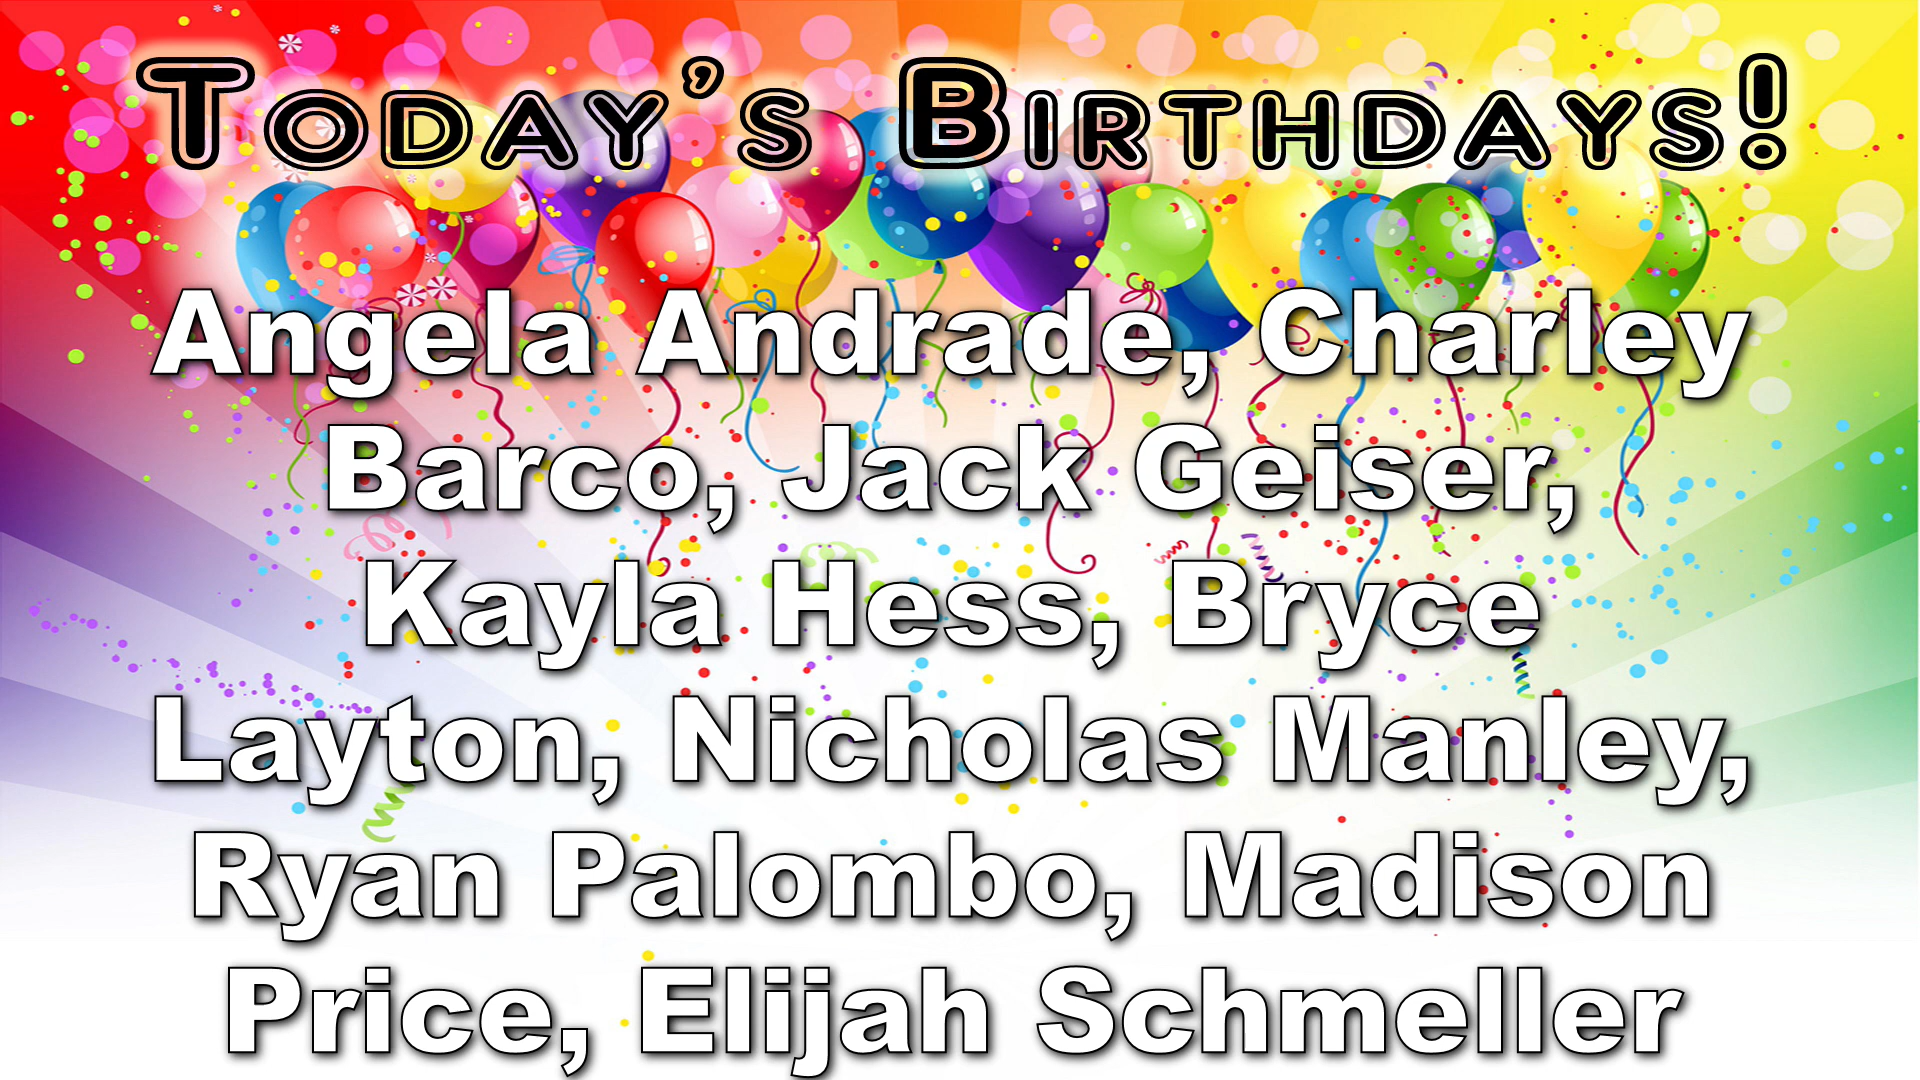 Today's Birthdays!
Angela Andrade, Charley
Barco, Jack Geiser,
Kayla Hess, Bryce
Layton, Nicholas Manley,
Ryan Palombo, Madison
Price, Elijah Schmeller